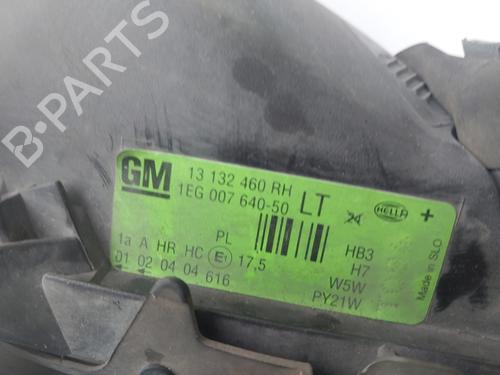 GM 13 132 460 RH
1EG 007 640-50 LT
HELLA +
PL
HB3
1a A HR HC E1 17,5 H7
01 02 04 04 616
W5W
PY21W
Made in SLO
B-PARTS